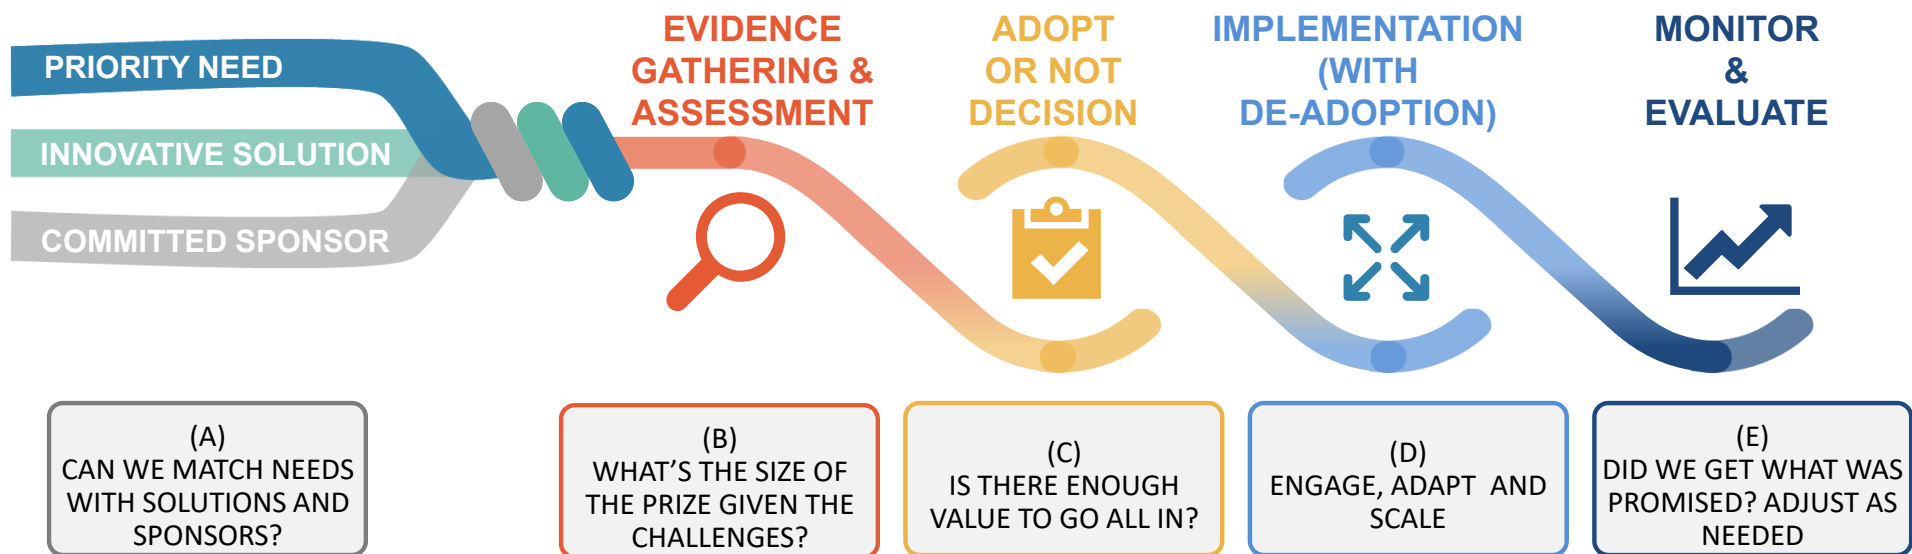 PRIORITY NEED
INNOVATIVE SOLUTION
COMMITTED SPONSOR
EVIDENCE
GATHERING &
ASSESSMENT
ADOPT
OR NOT
DECISION
IMPLEMENTATION
(WITH
DE-ADOPTION)
MONITOR
&
EVALUATE
(A)
CAN WE MATCH NEEDS
WITH SOLUTIONS AND
SPONSORS?
(B)
WHAT'S THE SIZE OF
THE PRIZE GIVEN THE
CHALLENGES?
(C)
IS THERE ENOUGH
VALUE TO GO ALL IN?
(D)
ENGAGE, ADAPT AND
SCALE
(E)
DID WE GET WHAT WAS
PROMISED? ADJUST AS
NEEDED